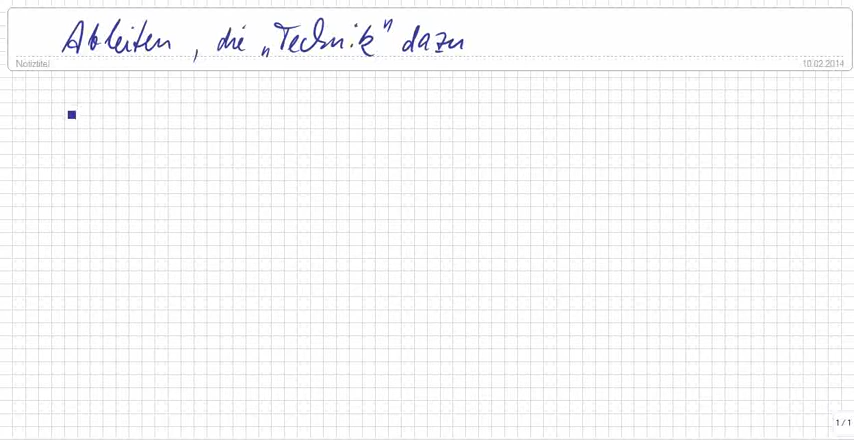 Ableiten, die „Technik" dazu
Notiztitel 10.02.2014
1 / 1